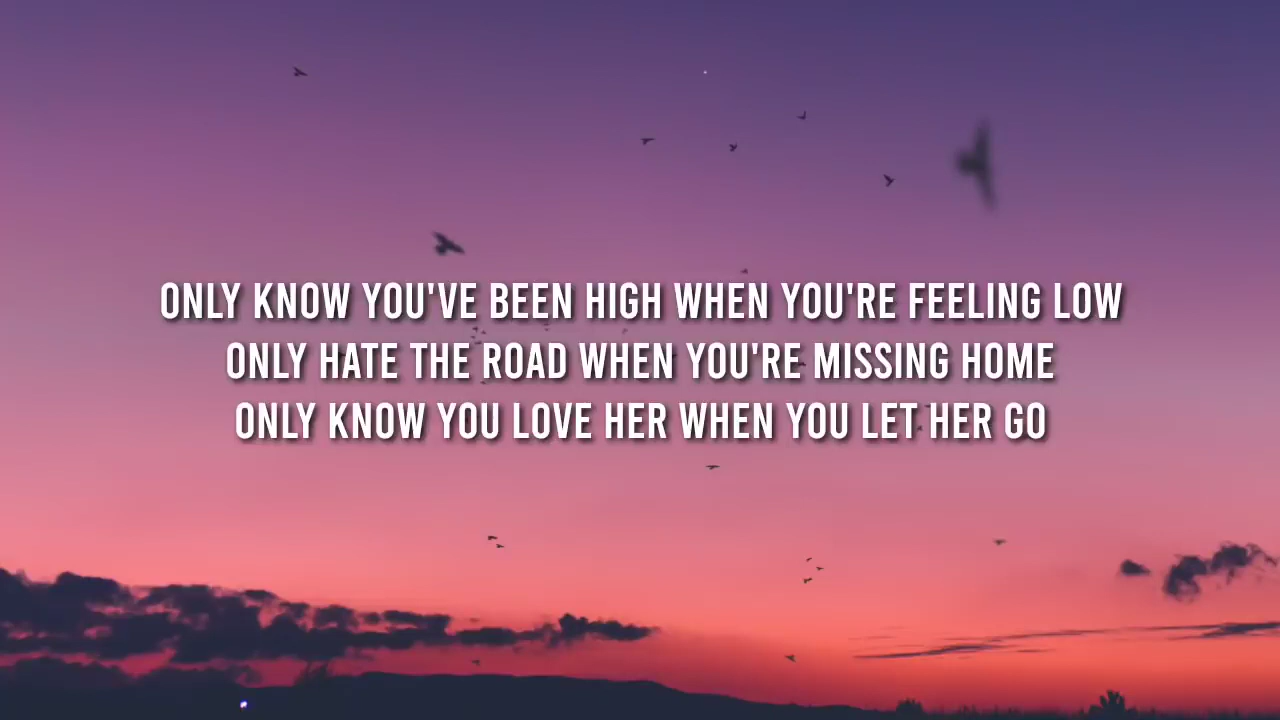 ONLY KNOW YOU'VE BEEN HIGH WHEN YOU'RE FEELING LOW
ONLY HATE THE ROAD WHEN YOU'RE MISSING HOME
ONLY KNOW YOU LOVE HER WHEN YOU LET HER GO